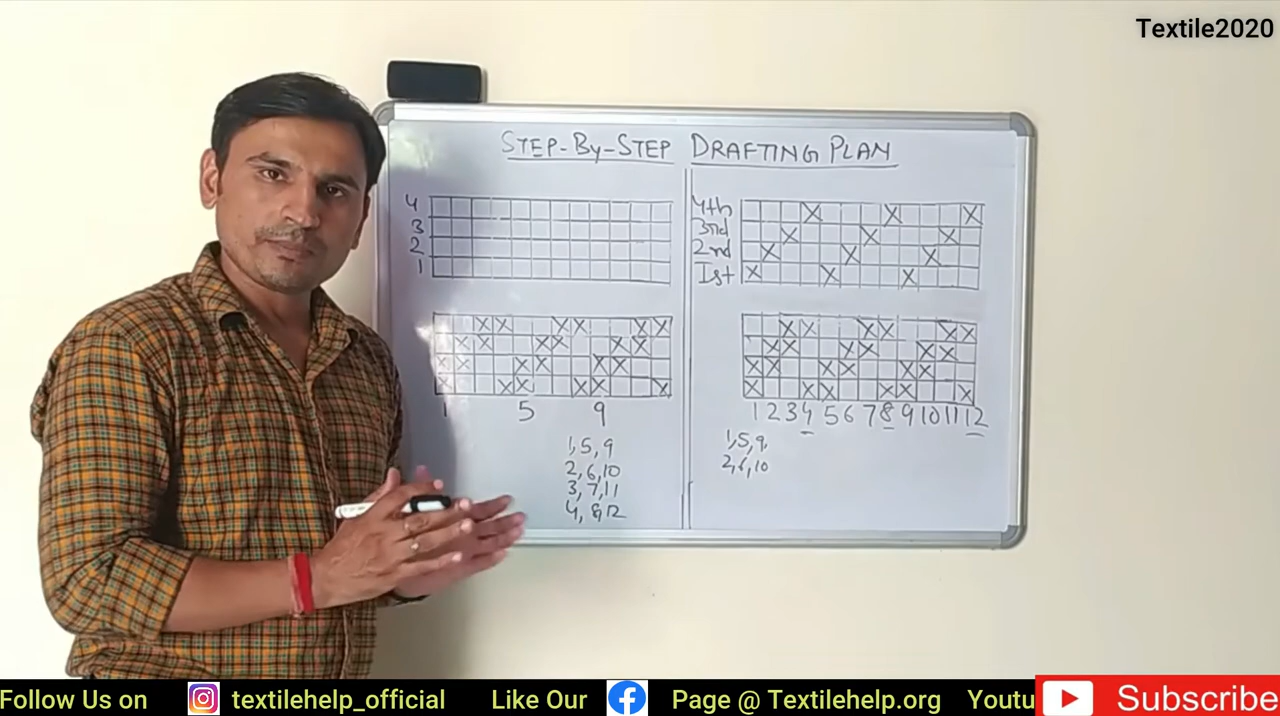 Textile2020
STEP-By-STEP DRAFTING PLAN
4
3
2
1
1 5 9
1,5,9
2,6,10
3,7,11
4,8,12
4th
3rd
2nd
Ist
1 2 3 4 5 6 7 8 9 10 11 12
1,5,9,
2,6,10
Follow Us on textilehelp_official Like Our Page @ Textilehelp.org Youtu
Subscribe